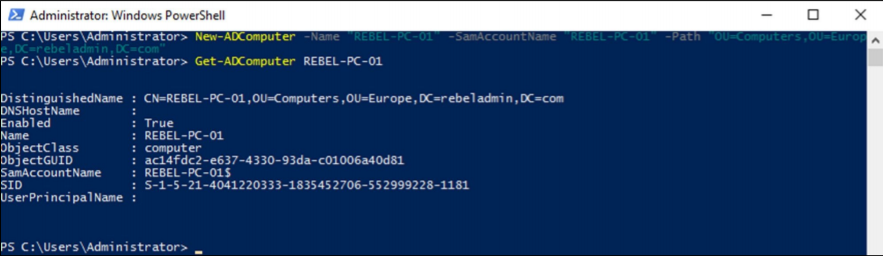 Administrator: Windows PowerShell
PS C:\Users\Administrator> New-ADComputer -Name "REBEL-PC-01" -SamAccountName "REBEL-PC-01" -Path "OU=Computers,OU=Europ
e,DC=rebeladmin,DC=com"
PS C:\Users\Administrator> Get-ADComputer REBEL-PC-01
DistinguishedName : CN=REBEL-PC-01,OU=Computers,OU=Europe,DC=rebeladmin,DC=com
DNSHostName       :
Enabled           : True
Name              : REBEL-PC-01
ObjectClass       : computer
ObjectGUID        : ac14fdc2-e637-4330-93da-c01006a40d81
SamAccountName    : REBEL-PC-01$
SID               : S-1-5-21-4041220333-1835452706-552999228-1181
UserPrincipalName :
PS C:\Users\Administrator> _